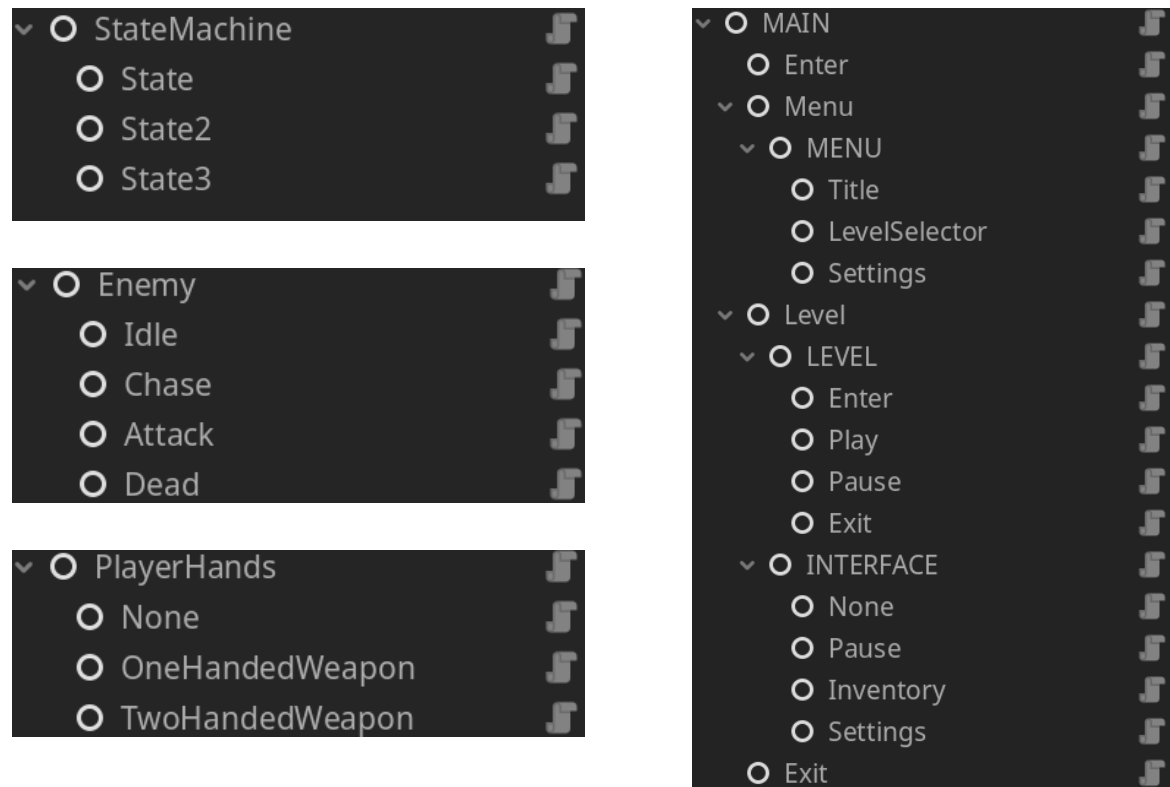 StateMachine
State
State2
State3
Enemy
Idle
Chase
Attack
Dead
PlayerHands
None
OneHandedWeapon
TwoHandedWeapon
MAIN
Enter
Menu
MENU
Title
LevelSelector
Settings
Level
LEVEL
Enter
Play
Pause
Exit
INTERFACE
None
Pause
Inventory
Settings
Exit